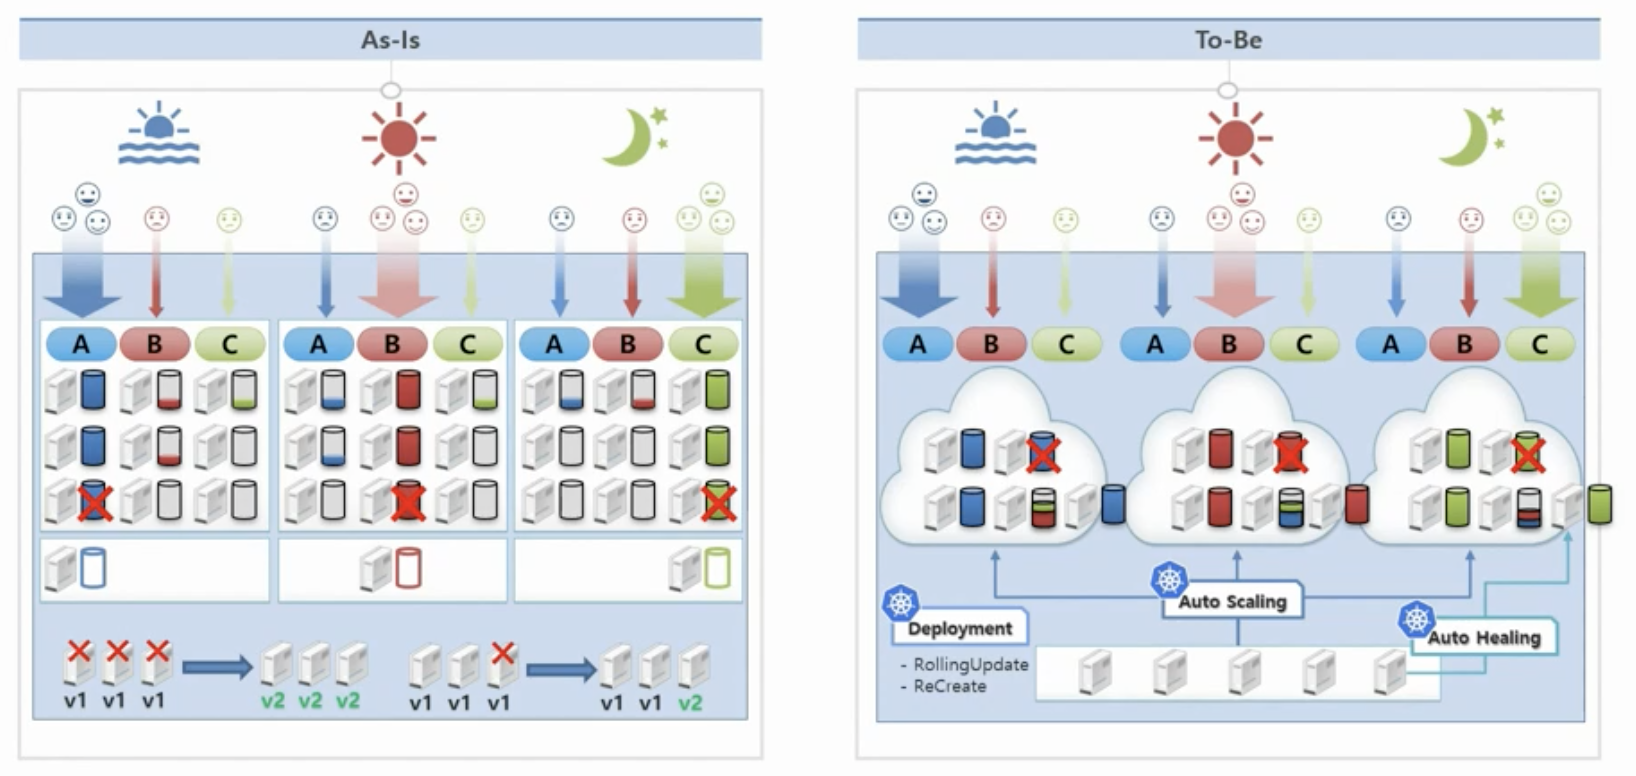 As-Is
A B C A B C A B C
v1 v1 v1 v2 v2 v2 v1 v1 v1 v1 v1 v2
To-Be
A B C A B C A B C
Auto Scaling
Deployment
Auto Healing
- RollingUpdate
- ReCreate